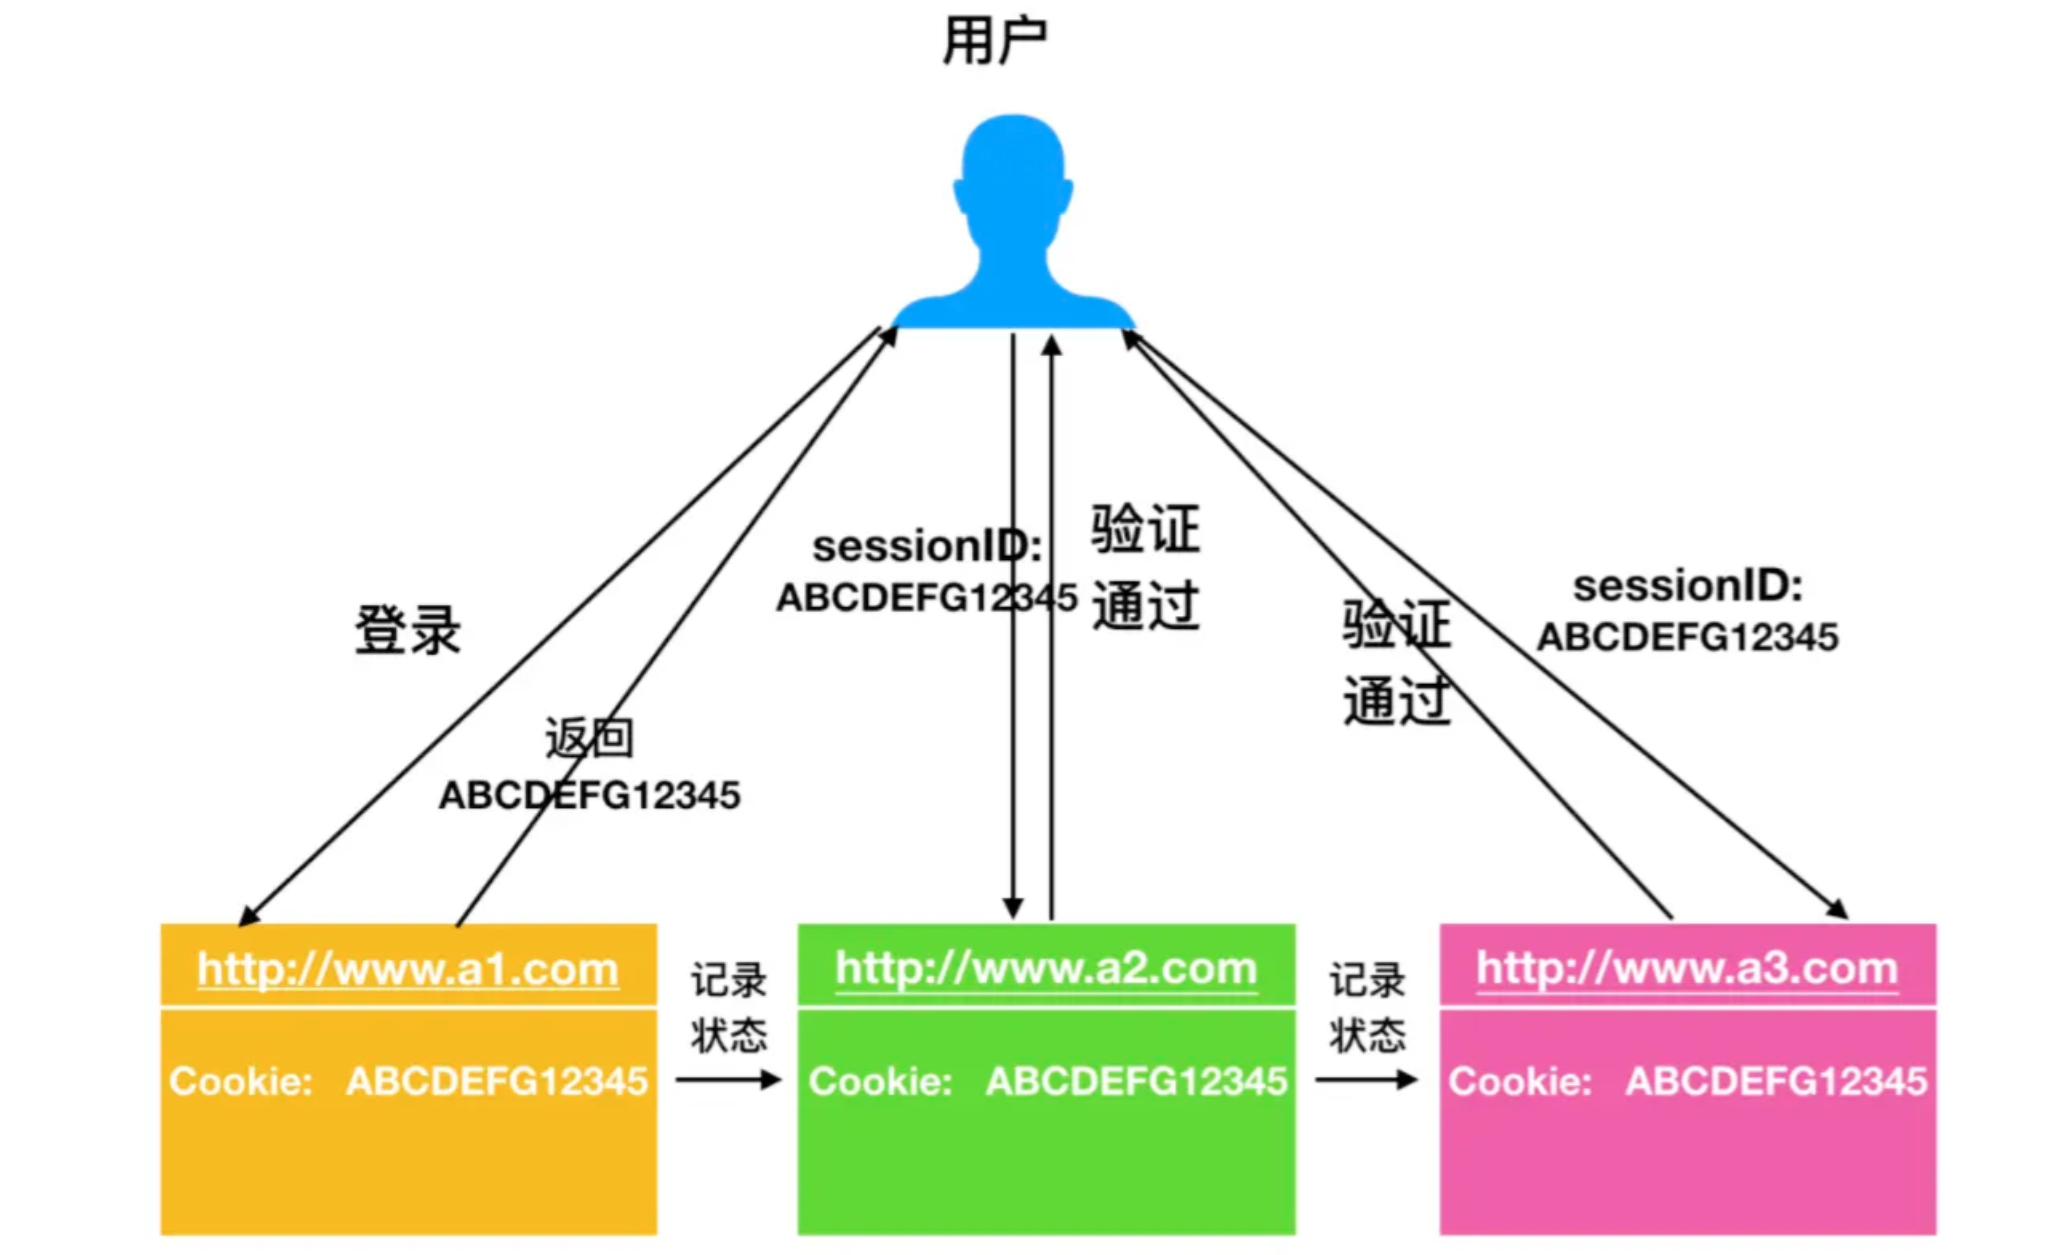 用户
sessionID:
ABCDEFG12345
验证
通过
登录
返回
ABCDEFG12345
验证
通过
sessionID:
ABCDEFG12345
http://www.a1.com
Cookie: ABCDEFG12345
记录
状态
http://www.a2.com
Cookie: ABCDEFG12345
记录
状态
http://www.a3.com
Cookie: ABCDEFG12345